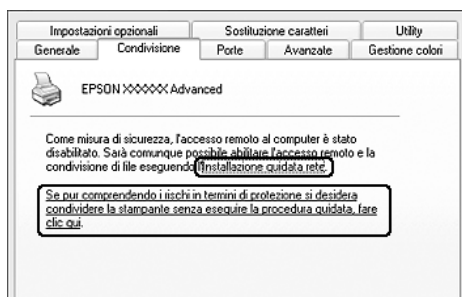 Impostazioni opzionali Sostituzione caratteri Utility
Generale Condivisione Porte Avanzate Gestione colori
EPSON XXXXXX Advanced
Come misura di sicurezza, l'accesso remoto al computer è stato
disabilitato. Sarà comunque possibile abilitare l'accesso remoto e la
condivisione di file eseguendo l'Installazione guidata rete.
Se pur comprendendo i rischi in termini di protezione si desidera
condividere la stampante senza eseguire la procedura guidata, fare
clic qui.